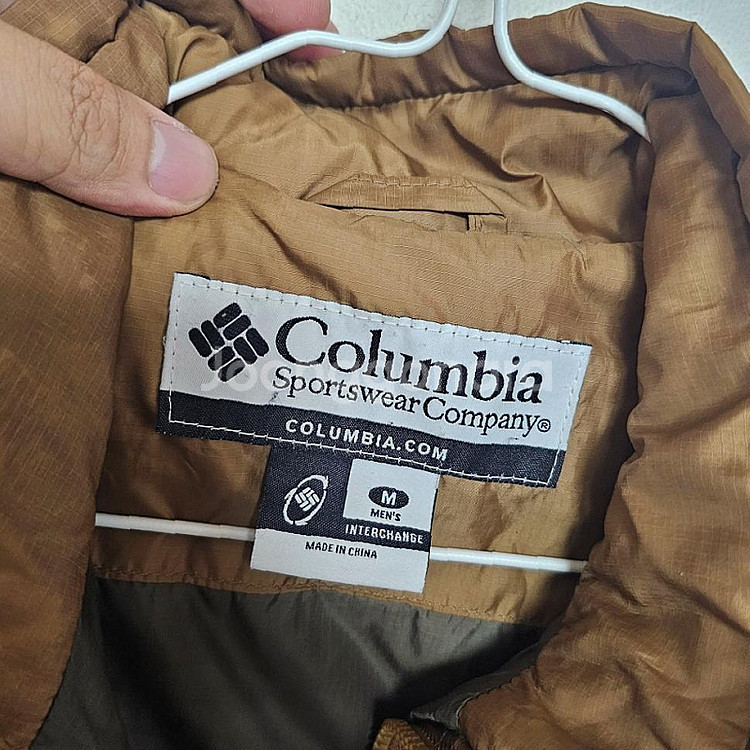 Columbia
Sportswear Company®
COLUMBIA.COM
M
MEN'S
INTERCHANGE
MADE IN CHINA